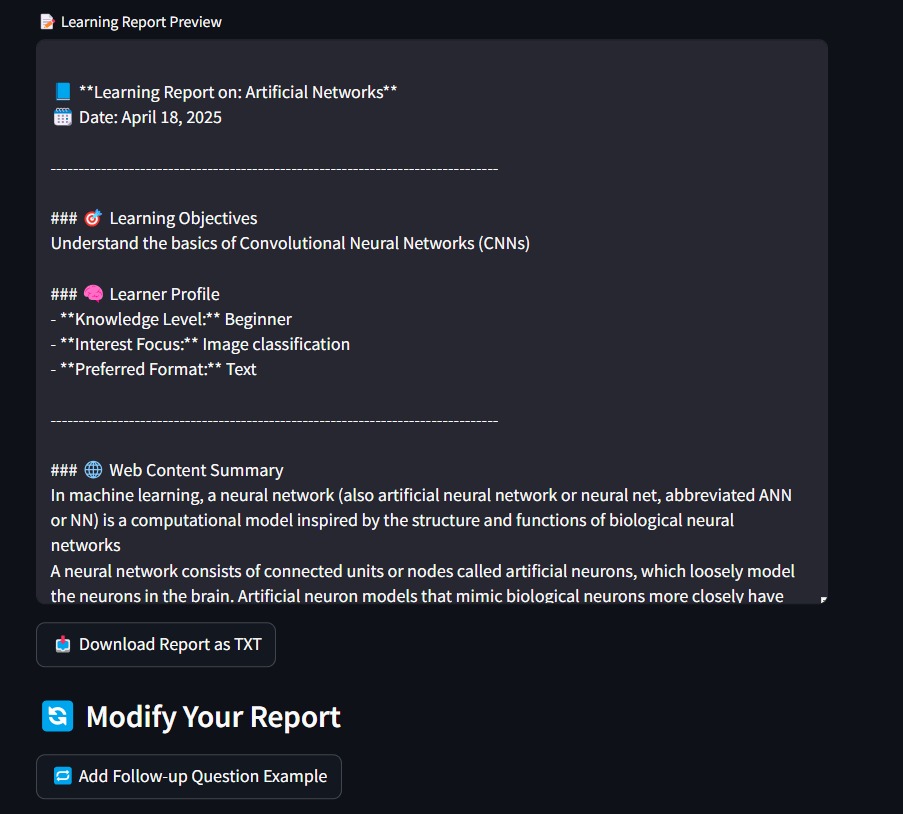 📝 Learning Report Preview
📘 **Learning Report on: Artificial Networks**
🗓️ Date: April 18, 2025
--------------------------------------------------------------------------------
### 🎯 Learning Objectives
Understand the basics of Convolutional Neural Networks (CNNs)
### 🧠 Learner Profile
- **Knowledge Level:** Beginner
- **Interest Focus:** Image classification
- **Preferred Format:** Text
--------------------------------------------------------------------------------
### 🌐 Web Content Summary
In machine learning, a neural network (also artificial neural network or neural net, abbreviated ANN
or NN) is a computational model inspired by the structure and functions of biological neural
networks
A neural network consists of connected units or nodes called artificial neurons, which loosely model
the neurons in the brain. Artificial neuron models that mimic biological neurons more closely have
📥 Download Report as TXT
🔄 Modify Your Report
🔁 Add Follow-up Question Example